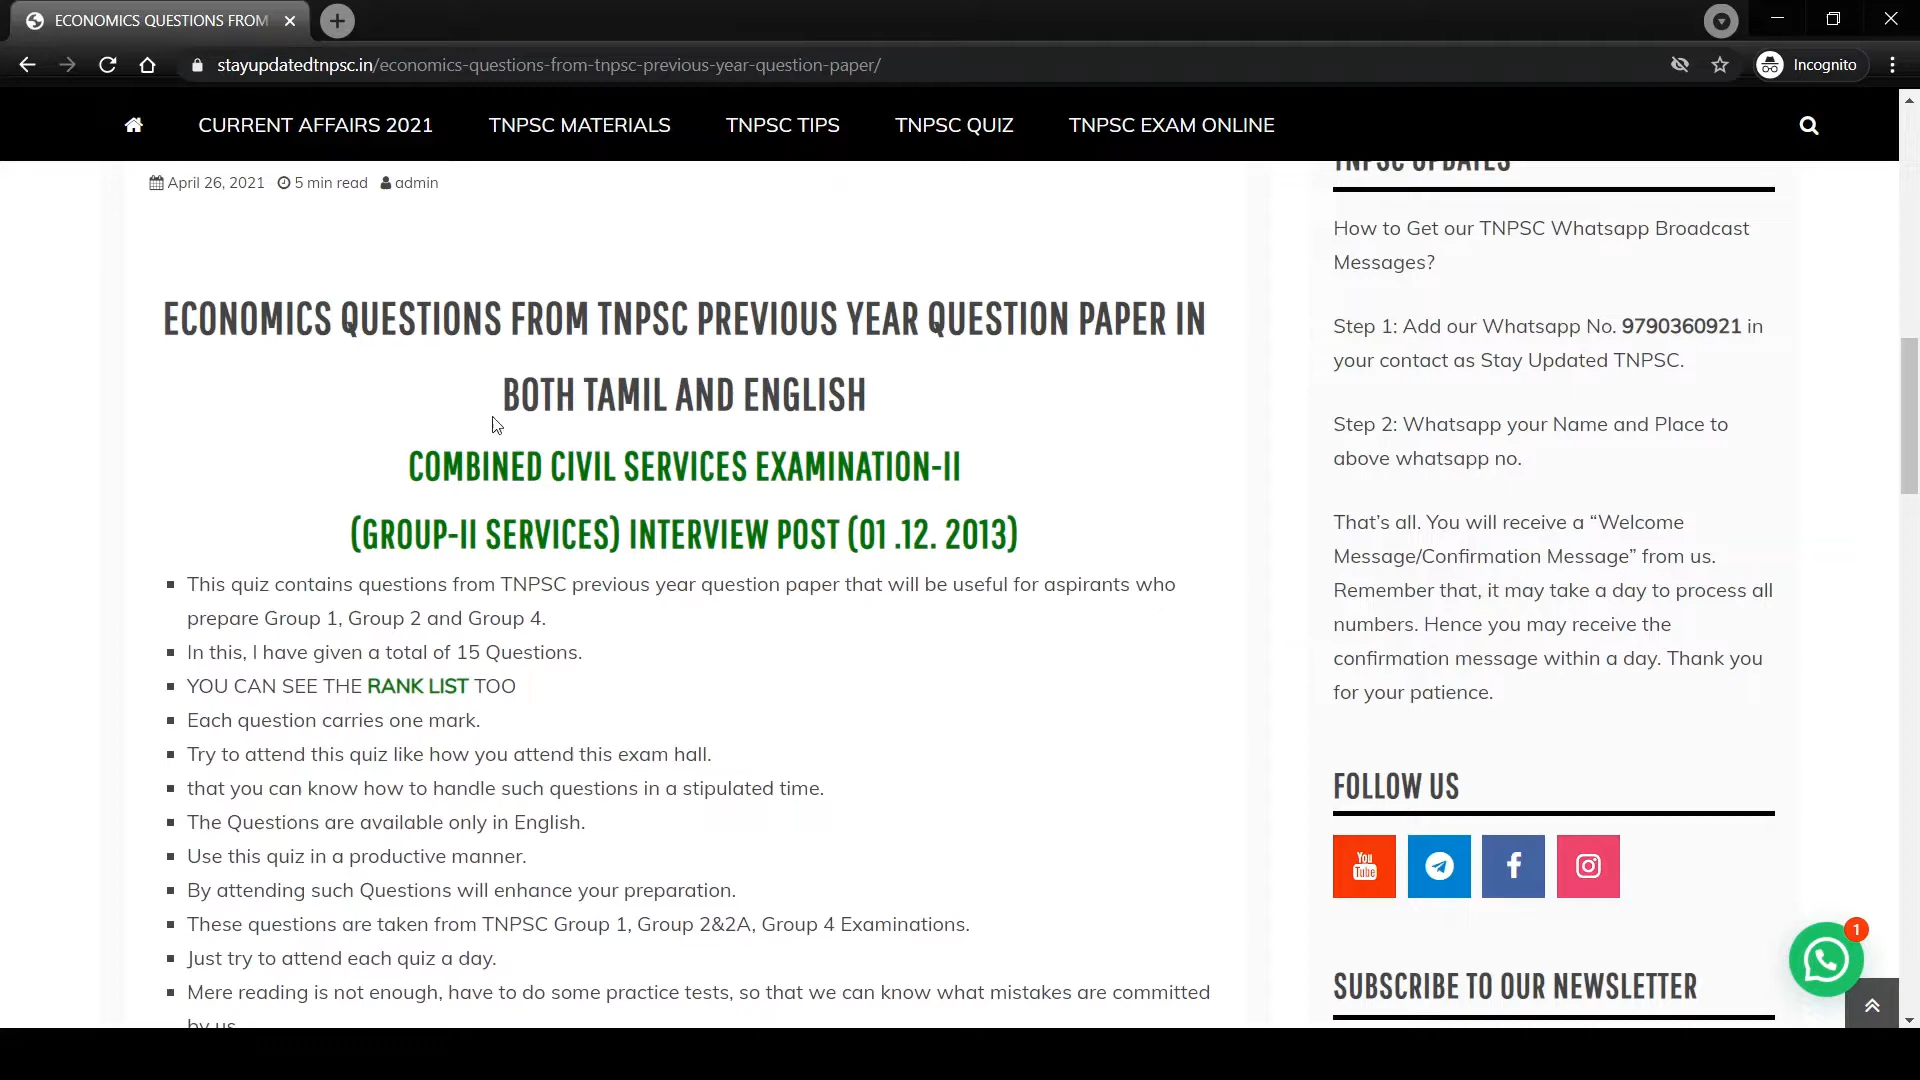 ECONOMICS QUESTIONS FROM
stayupdatedtnpsc.in/economics-questions-from-tnpsc-previous-year-question-paper/
Incognito
CURRENT AFFAIRS 2021
TNPSC MATERIALS
TNPSC TIPS
TNPSC QUIZ
TNPSC EXAM ONLINE
April 26, 2021 5 min read admin
ECONOMICS QUESTIONS FROM TNPSC PREVIOUS YEAR QUESTION PAPER IN
BOTH TAMIL AND ENGLISH
COMBINED CIVIL SERVICES EXAMINATION-II
(GROUP-II SERVICES) INTERVIEW POST (01 .12. 2013)
This quiz contains questions from TNPSC previous year question paper that will be useful for aspirants who
prepare Group 1, Group 2 and Group 4.
In this, I have given a total of 15 Questions.
YOU CAN SEE THE RANK LIST TOO
Each question carries one mark.
Try to attend this quiz like how you attend this exam hall.
that you can know how to handle such questions in a stipulated time.
The Questions are available only in English.
Use this quiz in a productive manner.
By attending such Questions will enhance your preparation.
These questions are taken from TNPSC Group 1, Group 2&2A, Group 4 Examinations.
Just try to attend each quiz a day.
Mere reading is not enough, have to do some practice tests, so that we can know what mistakes are committed
by us
TNPSC UPDATES
How to Get our TNPSC Whatsapp Broadcast
Messages?
Step 1: Add our Whatsapp No. 9790360921 in
your contact as Stay Updated TNPSC.
Step 2: Whatsapp your Name and Place to
above whatsapp no.
That’s all. You will receive a “Welcome
Message/Confirmation Message” from us.
Remember that, it may take a day to process all
numbers. Hence you may receive the
confirmation message within a day. Thank you
for your patience.
FOLLOW US
You
Tube
1
SUBSCRIBE TO OUR NEWSLETTER